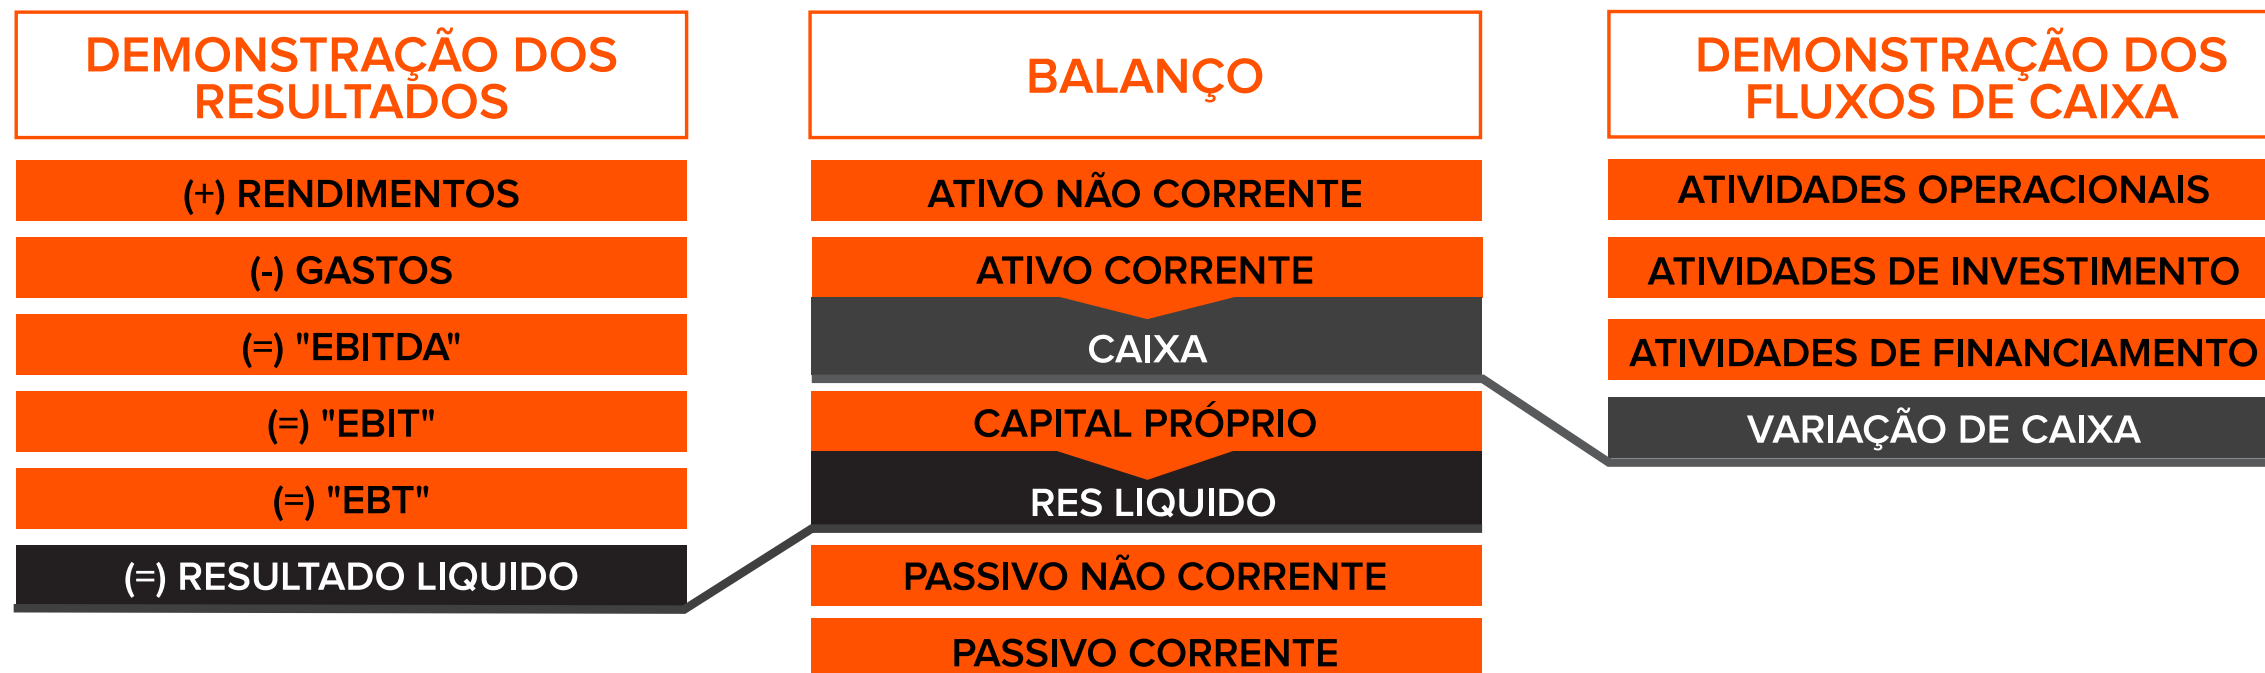 DEMONSTRAÇÃO DOS
RESULTADOS
(+) RENDIMENTOS
(-) GASTOS
(=) "EBITDA"
(=) "EBIT"
(=) "EBT"
(=) RESULTADO LIQUIDO
BALANÇO
ATIVO NÃO CORRENTE
ATIVO CORRENTE
CAIXA
CAPITAL PRÓPRIO
RES LIQUIDO
PASSIVO NÃO CORRENTE
PASSIVO CORRENTE
DEMONSTRAÇÃO DOS
FLUXOS DE CAIXA
ATIVIDADES OPERACIONAIS
ATIVIDADES DE INVESTIMENTO
ATIVIDADES DE FINANCIAMENTO
VARIAÇÃO DE CAIXA